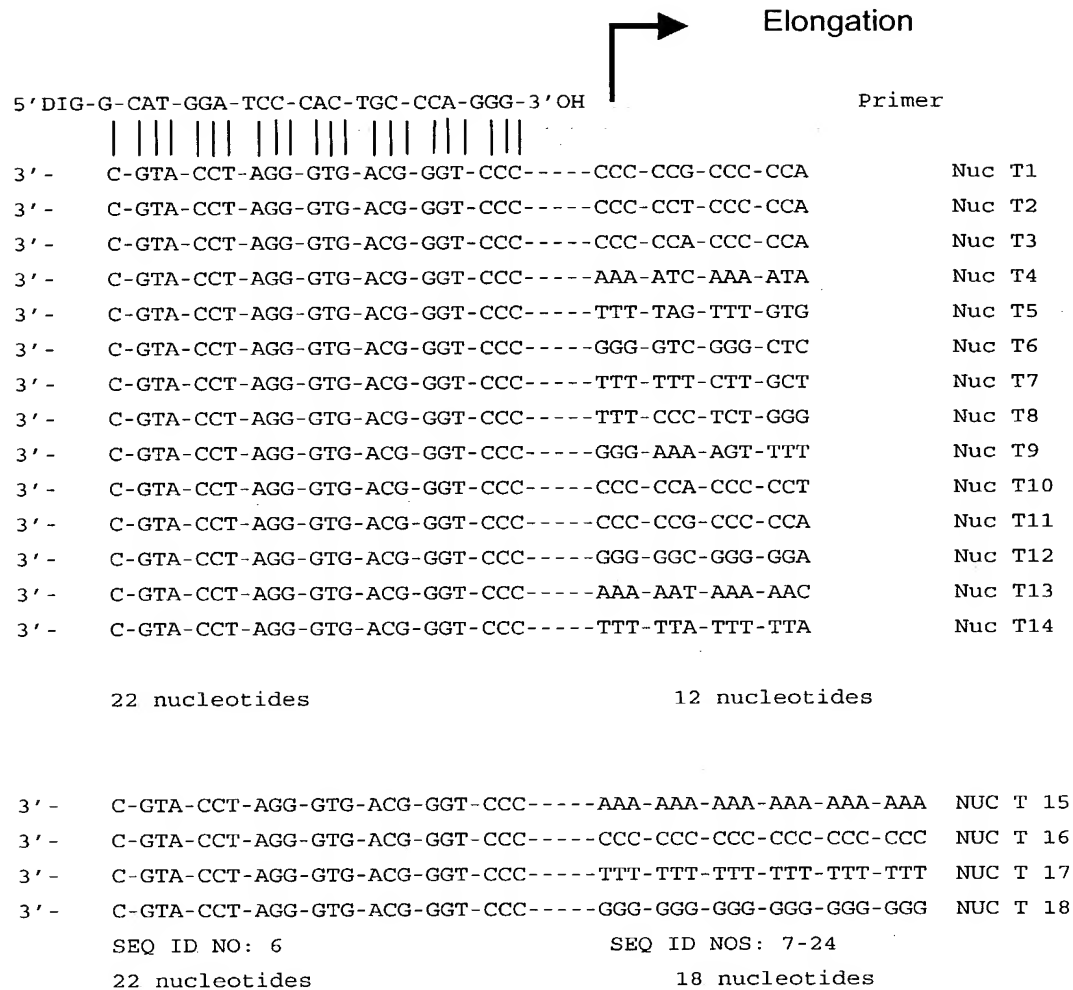 Elongation
5'DIG-G-CAT-GGA-TCC-CAC-TGC-CCA-GGG-3'OH Primer
3'- C-GTA-CCT-AGG-GTG-ACG-GGT-CCC-----CCC-CCG-CCC-CCA Nuc T1
3'- C-GTA-CCT-AGG-GTG-ACG-GGT-CCC-----CCC-CCT-CCC-CCA Nuc T2
3'- C-GTA-CCT-AGG-GTG-ACG-GGT-CCC-----CCC-CCA-CCC-CCA Nuc T3
3'- C-GTA-CCT-AGG-GTG-ACG-GGT-CCC-----AAA-ATC-AAA-ATA Nuc T4
3'- C-GTA-CCT-AGG-GTG-ACG-GGT-CCC-----TTT-TAG-TTT-GTG Nuc T5
3'- C-GTA-CCT-AGG-GTG-ACG-GGT-CCC-----GGG-GTC-GGG-CTC Nuc T6
3'- C-GTA-CCT-AGG-GTG-ACG-GGT-CCC-----TTT-TTT-CTT-GCT Nuc T7
3'- C-GTA-CCT-AGG-GTG-ACG-GGT-CCC-----TTT-CCC-TCT-GGG Nuc T8
3'- C-GTA-CCT-AGG-GTG-ACG-GGT-CCC-----GGG-AAA-AGT-TTT Nuc T9
3'- C-GTA-CCT-AGG-GTG-ACG-GGT-CCC-----CCC-CCA-CCC-CCT Nuc T10
3'- C-GTA-CCT-AGG-GTG-ACG-GGT-CCC-----CCC-CCG-CCC-CCA Nuc T11
3'- C-GTA-CCT-AGG-GTG-ACG-GGT-CCC-----GGG-GGC-GGG-GGA Nuc T12
3'- C-GTA-CCT-AGG-GTG-ACG-GGT-CCC-----AAA-AAT-AAA-AAC Nuc T13
3'- C-GTA-CCT-AGG-GTG-ACG-GGT-CCC-----TTT-TTA-TTT-TTA Nuc T14
22 nucleotides 12 nucleotides
3'- C-GTA-CCT-AGG-GTG-ACG-GGT-CCC-----AAA-AAA-AAA-AAA-AAA-AAA NUC T 15
3'- C-GTA-CCT-AGG-GTG-ACG-GGT-CCC-----CCC-CCC-CCC-CCC-CCC-CCC NUC T 16
3'- C-GTA-CCT-AGG-GTG-ACG-GGT-CCC-----TTT-TTT-TTT-TTT-TTT-TTT NUC T 17
3'- C-GTA-CCT-AGG-GTG-ACG-GGT-CCC-----GGG-GGG-GGG-GGG-GGG-GGG NUC T 18
SEQ ID NO: 6 SEQ ID NOS: 7-24
22 nucleotides 18 nucleotides